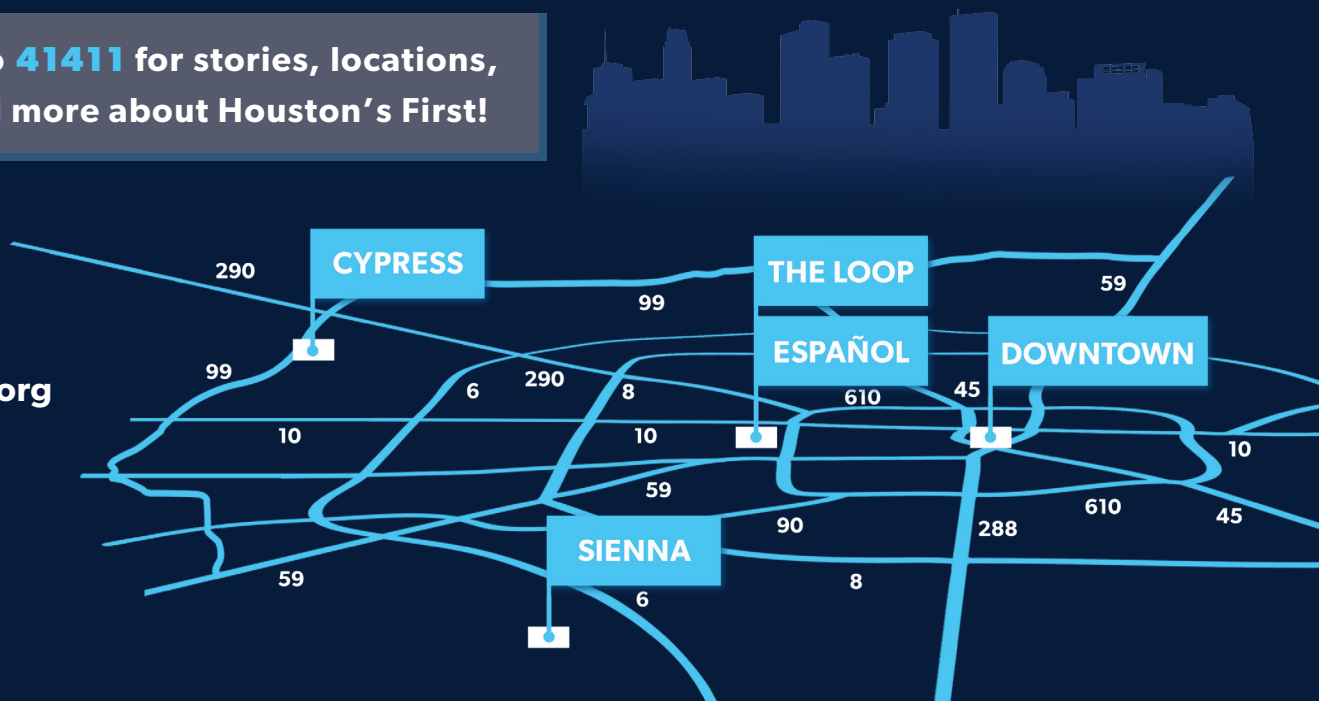 41411 for stories, locations,
more about Houston's First!
290
CYPRESS
99
THE LOOP
59
ESPAÑOL
DOWNTOWN
99
org
6
290
8
610
45
10
10
10
59
90
288
610
45
SIENNA
59
6
8